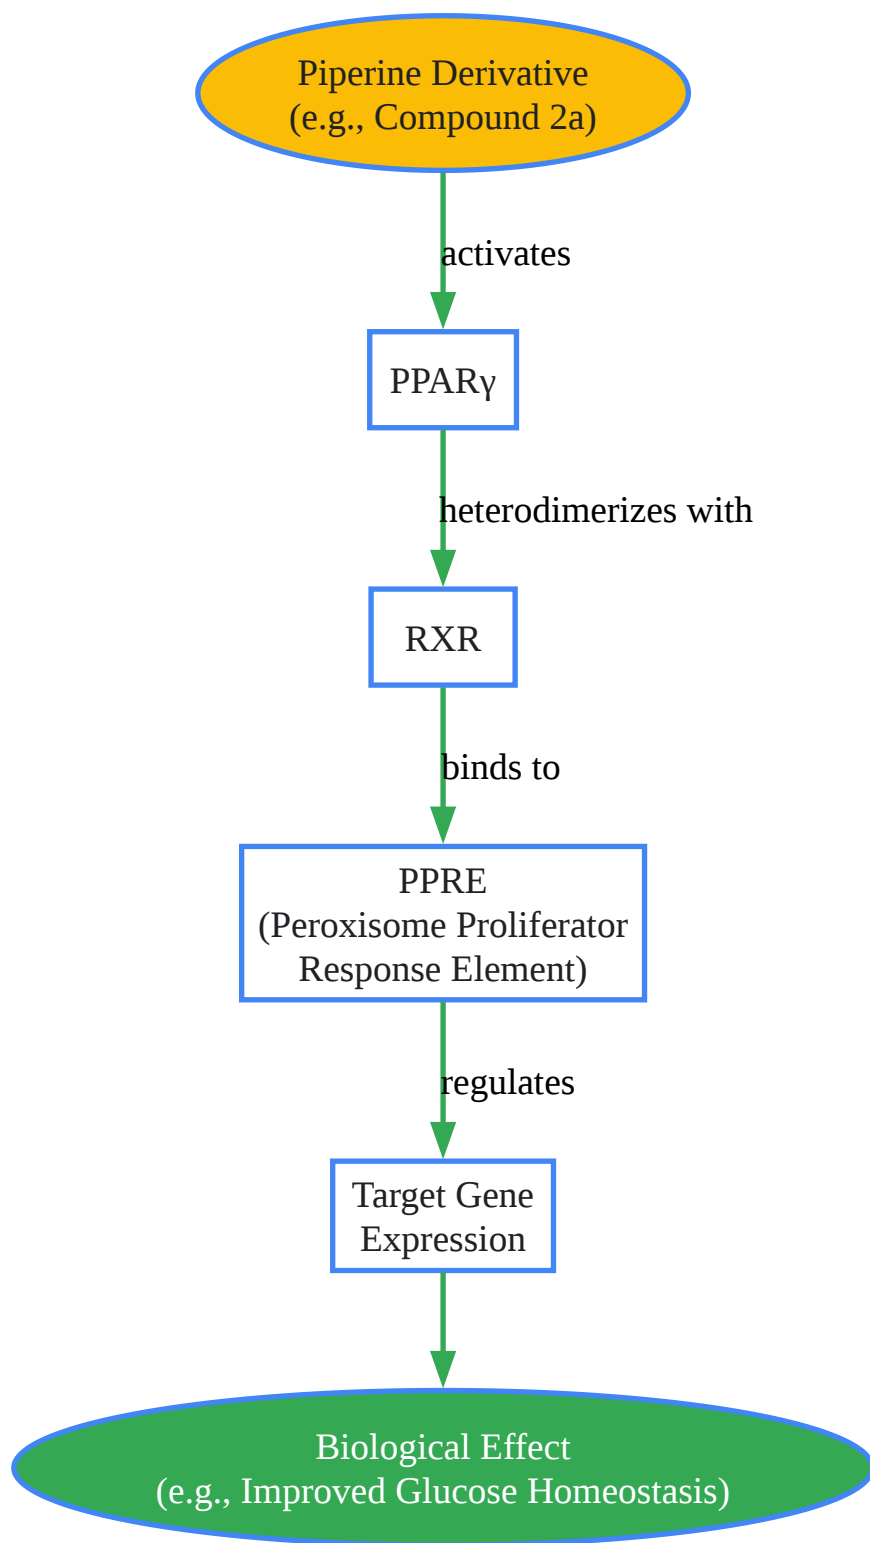 Piperine Derivative
(e.g., Compound 2a)
activates
PPARγ
heterodimerizes with
RXR
binds to
PPRE
(Peroxisome Proliferator
Response Element)
regulates
Target Gene
Expression
Biological Effect
(e.g., Improved Glucose Homeostasis)